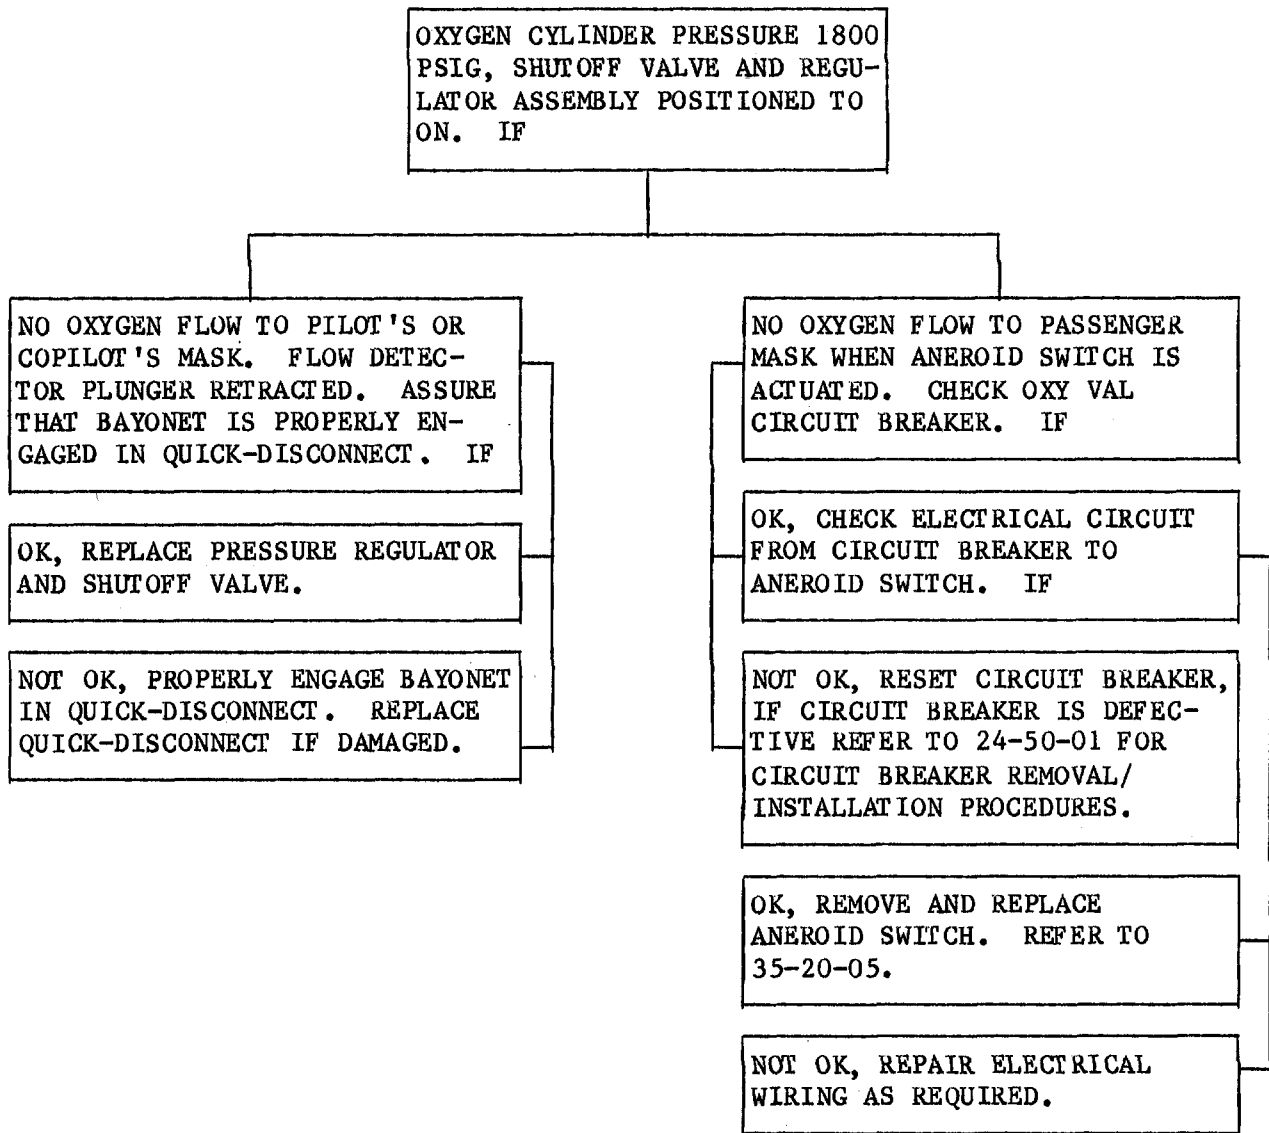 OXYGEN CYLINDER PRESSURE 1800
PSIG, SHUTOFF VALVE AND REGU-
LATOR ASSEMBLY POSITIONED TO
ON. IF
NO OXYGEN FLOW TO PILOT'S OR
COPILOT'S MASK. FLOW DETEC-
TOR PLUNGER RETRACTED. ASSURE
THAT BAYONET IS PROPERLY EN-
GAGED IN QUICK-DISCONNECT. IF
OK, REPLACE PRESSURE REGULATOR
AND SHUTOFF VALVE.
NOT OK, PROPERLY ENGAGE BAYONET
IN QUICK-DISCONNECT. REPLACE
QUICK-DISCONNECT IF DAMAGED.
NO OXYGEN FLOW TO PASSENGER
MASK WHEN ANEROID SWITCH IS
ACTUATED. CHECK OXY VAL
CIRCUIT BREAKER. IF
OK, CHECK ELECTRICAL CIRCUIT
FROM CIRCUIT BREAKER TO
ANEROID SWITCH. IF
NOT OK, RESET CIRCUIT BREAKER,
IF CIRCUIT BREAKER IS DEFEC-
TIVE REFER TO 24-50-01 FOR
CIRCUIT BREAKER REMOVAL/
INSTALLATION PROCEDURES.
OK, REMOVE AND REPLACE
ANEROID SWITCH. REFER TO
35-20-05.
NOT OK, REPAIR ELECTRICAL
WIRING AS REQUIRED.